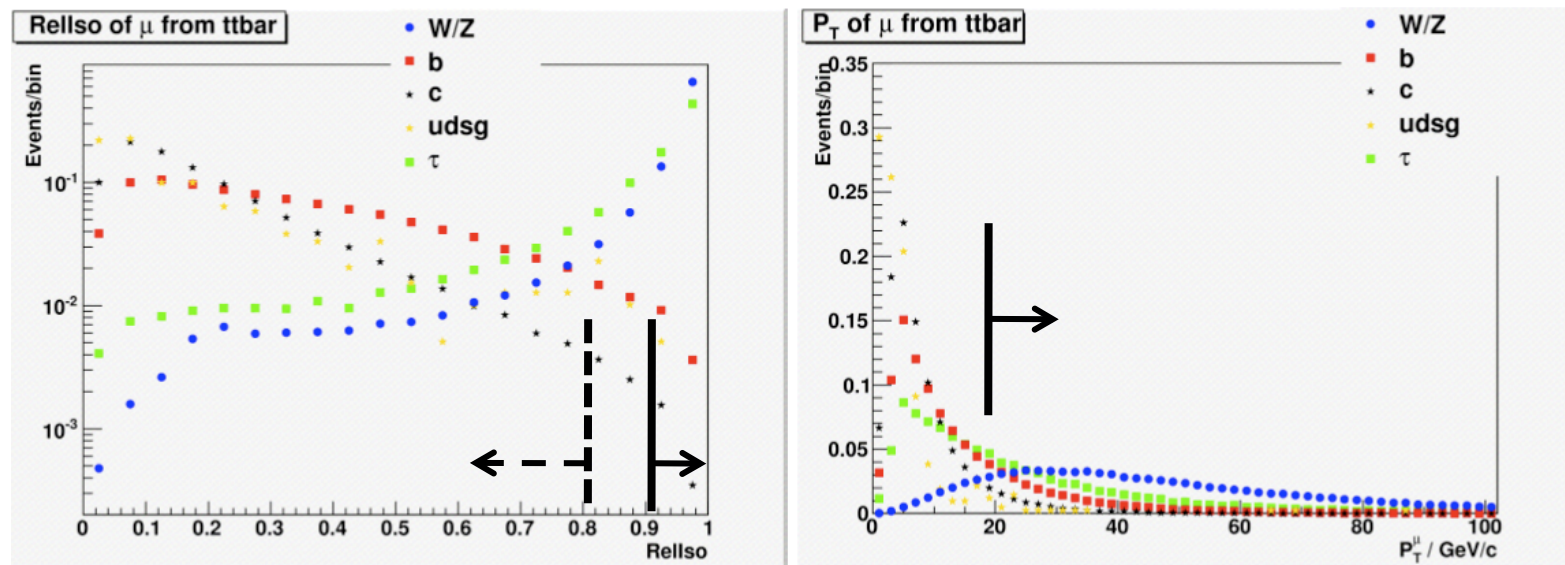 RelIso of μ from ttbar
W/Z
b
c
udsg
τ
Events/bin
10⁻¹
10⁻²
10⁻³
0 0.1 0.2 0.3 0.4 0.5 0.6 0.7 0.8 0.9 1
RelIso
P_T of μ from ttbar
W/Z
b
c
udsg
τ
Events/bin
0.35
0.3
0.25
0.2
0.15
0.1
0.05
0
0 20 40 60 80 100
P_T^μ / GeV/c